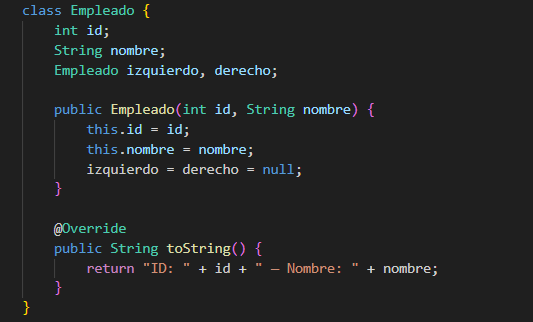 class Empleado {
    int id;
    String nombre;
    Empleado izquierdo, derecho;

    public Empleado(int id, String nombre) {
        this.id = id;
        this.nombre = nombre;
        izquierdo = derecho = null;
    }

    @Override
    public String toString() {
        return "ID: " + id + " – Nombre: " + nombre;
    }
}